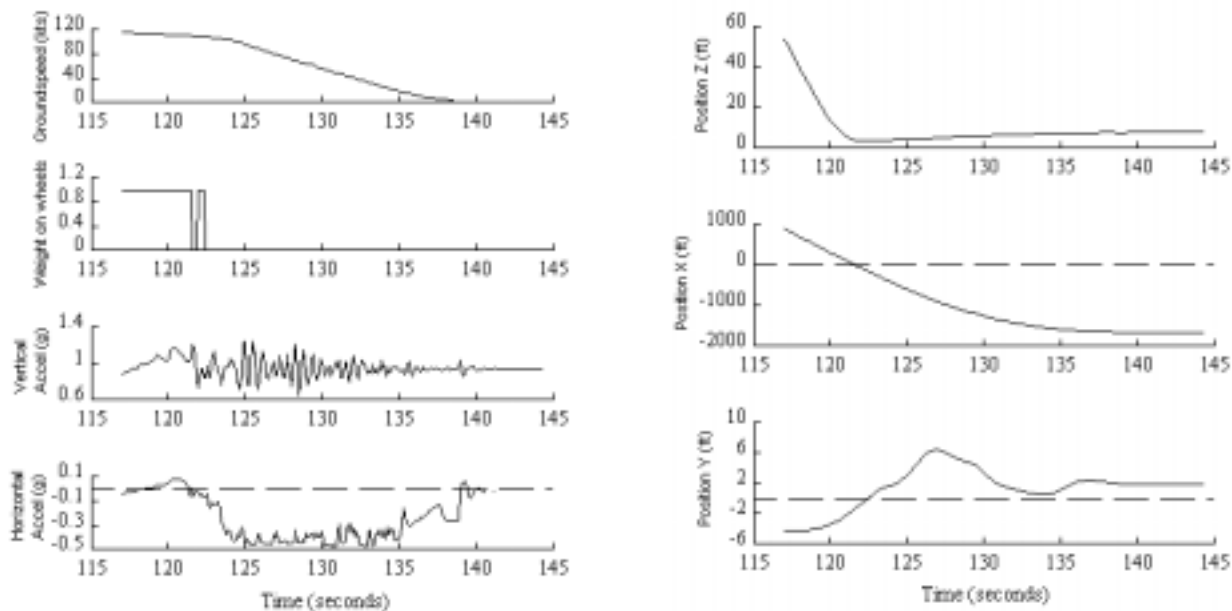 Groundspeed (kts)
120
80
40
0
115 120 125 130 135 140 145
Weight on wheels
1.2
0.8
0.4
0
115 120 125 130 135 140 145
Vertical
Accel (g)
1.4
1
0.6
115 120 125 130 135 140 145
Horizontal
Accel (g)
0.1
-0.1
-0.3
-0.5
115 120 125 130 135 140 145
Time (seconds)
Position Z (ft)
60
40
20
0
115 120 125 130 135 140 145
Position X (ft)
1000
0
-1000
-2000
115 120 125 130 135 140 145
Position Y (ft)
10
6
2
-2
-6
115 120 125 130 135 140 145
Time (seconds)